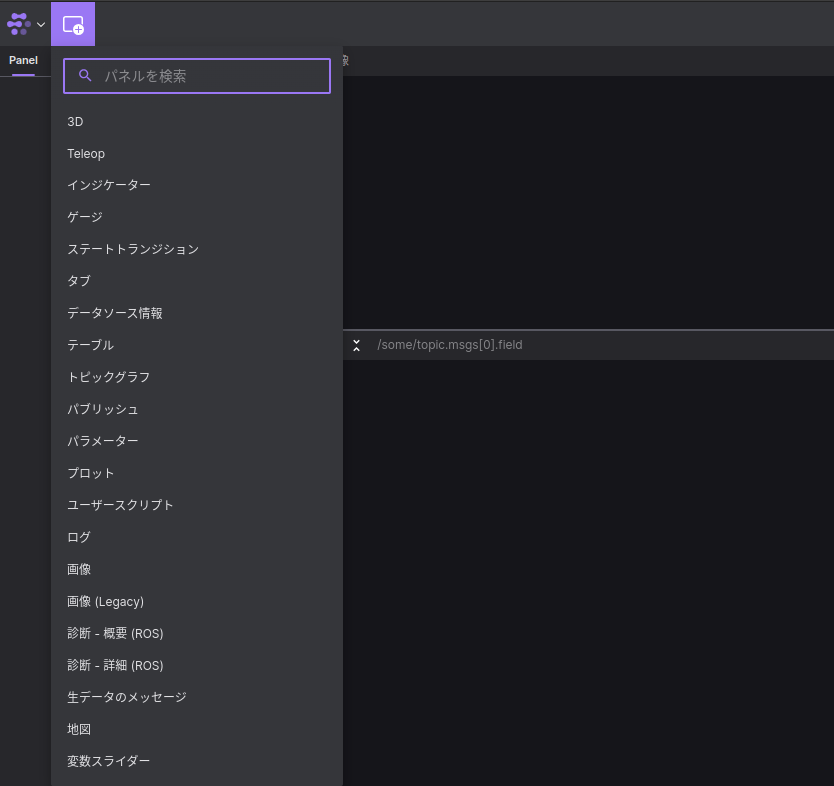 Panel
パネルを検索
像
3D
Teleop
インジケーター
ゲージ
ステートトランジション
タブ
データソース情報
テーブル
/some/topic.msgs[0].field
トピックグラフ
パブリッシュ
パラメーター
プロット
ユーザースクリプト
ログ
画像
画像 (Legacy)
診断 - 概要 (ROS)
診断 - 詳細 (ROS)
生データのメッセージ
地図
変数スライダー